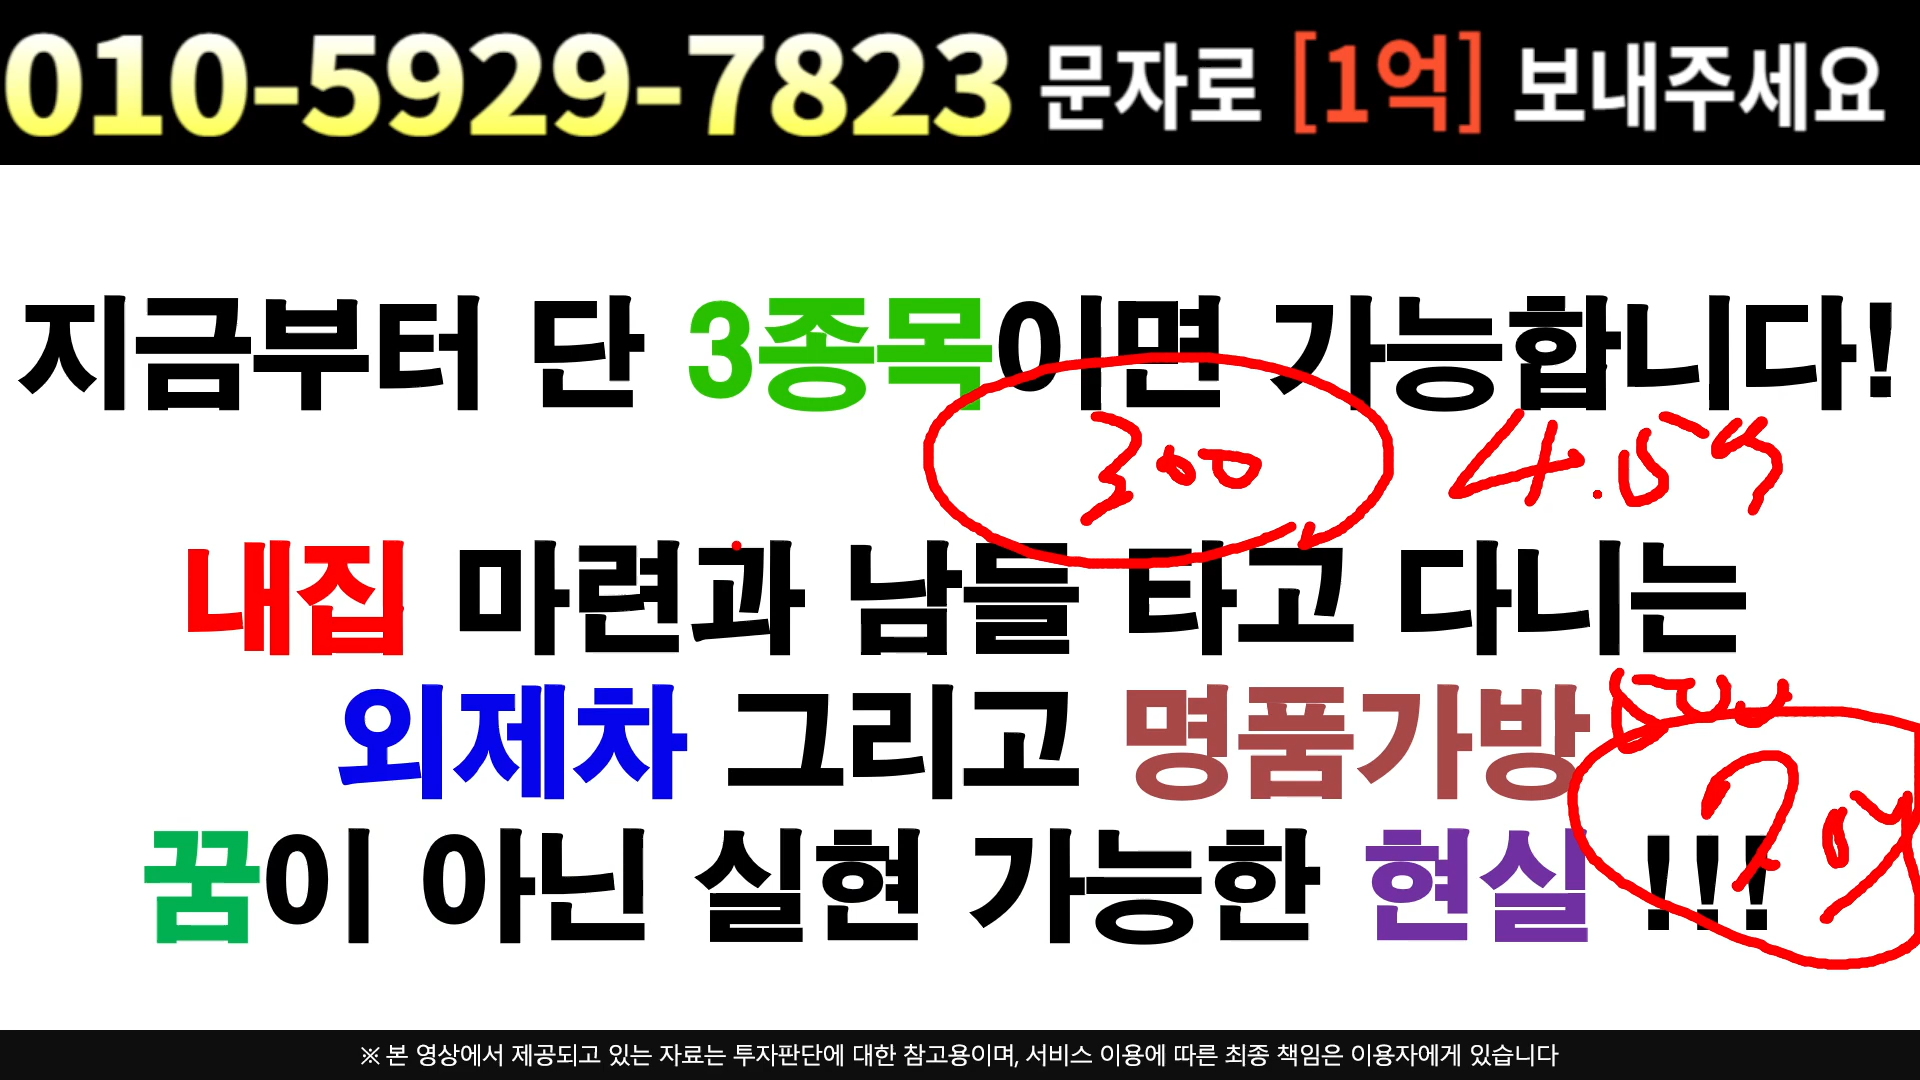 010-5929-7823 문자로 [1억] 보내주세요
지금부터 단 3종목이면 가능합니다!
300
4.5억
내집 마련과 남들 타고 다니는
외제차 그리고 명품가방
500
꿈이 아닌 실현 가능한 현실 !!!
※ 본 영상에서 제공되고 있는 자료는 투자판단에 대한 참고용이며, 서비스 이용에 따른 최종 책임은 이용자에게 있습니다